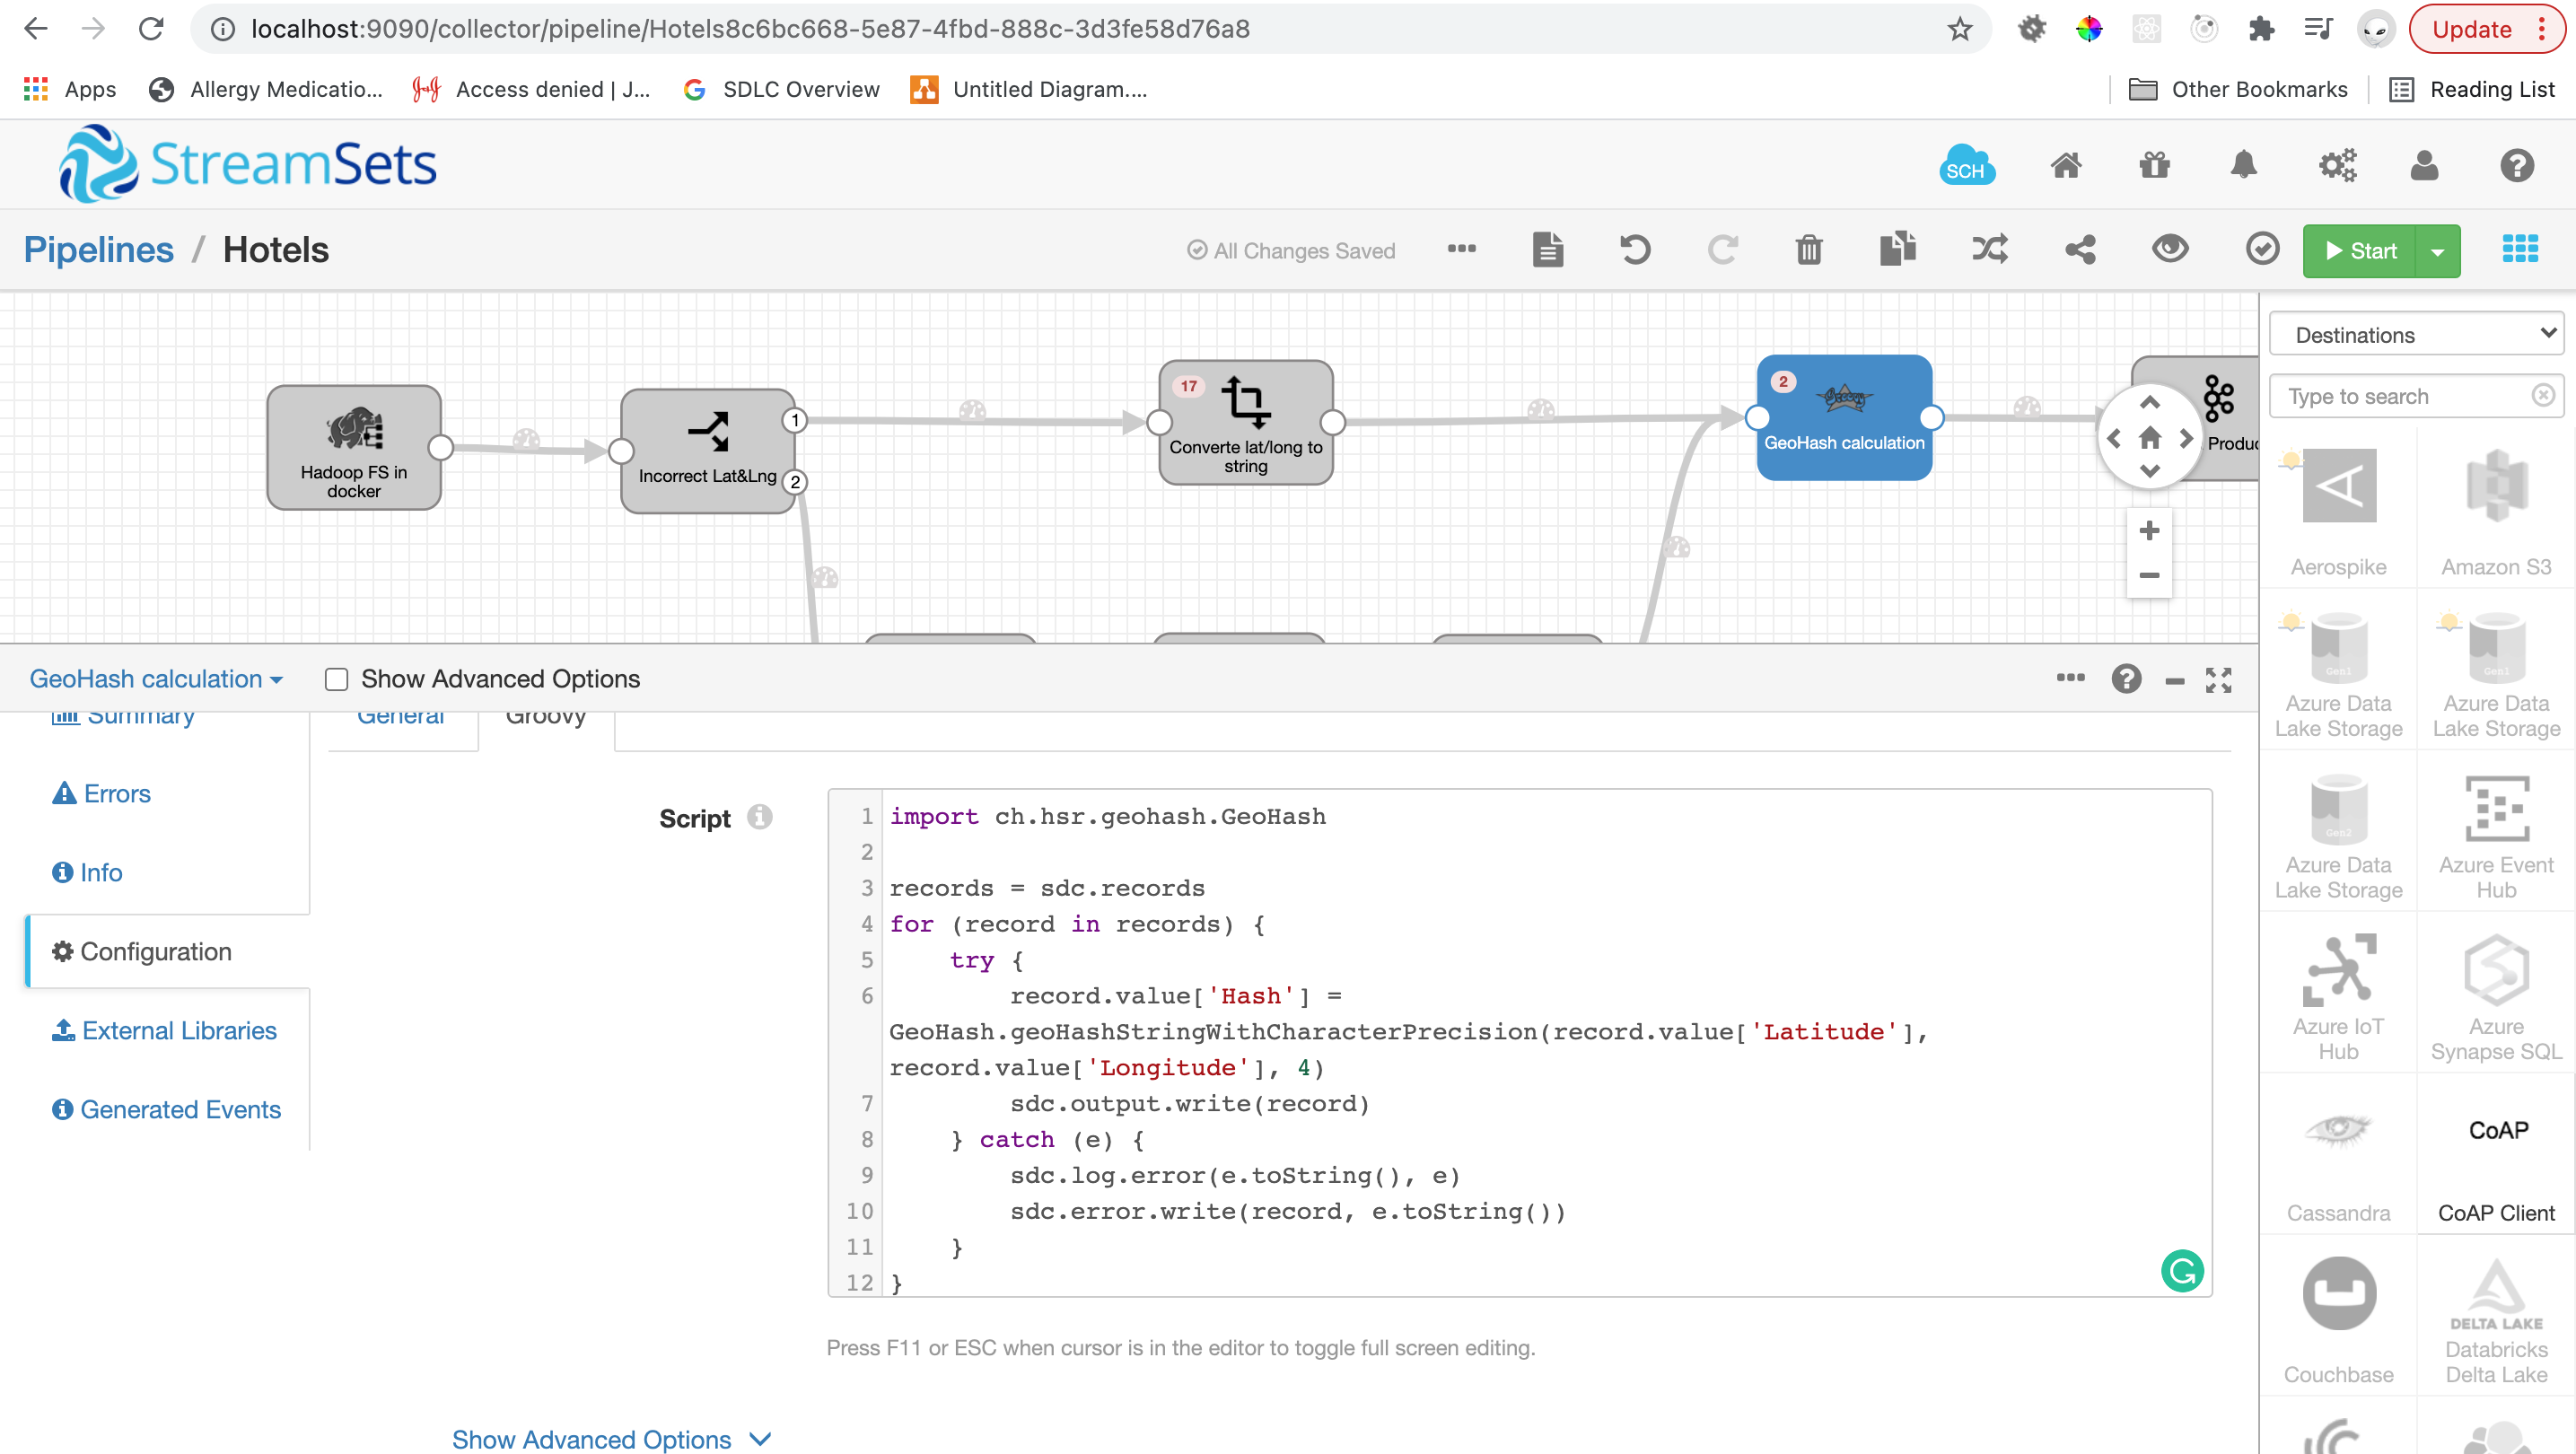 localhost:9090/collector/pipeline/Hotels8c6bc668-5e87-4fbd-888c-3d3fe58d76a8
Update
Apps
Allergy Medicatio...
Access denied | J...
SDLC Overview
Untitled Diagram....
Other Bookmarks
Reading List
StreamSets
SCH
Pipelines / Hotels
All Changes Saved
Start
Hadoop FS in
docker
Incorrect Lat&Lng
1
2
17
Converte lat/long to
string
2
GeoHash calculation
Produc
Destinations
Type to search
Aerospike
Amazon S3
Gen1
Azure Data
Lake Storage
Gen1
Azure Data
Lake Storage
Gen2
Azure Data
Lake Storage
Azure Event
Hub
Azure IoT
Hub
Azure
Synapse SQL
Cassandra
CoAP
CoAP Client
Couchbase
DELTA LAKE
Databricks
Delta Lake
GeoHash calculation
Show Advanced Options
Summary
Errors
Info
Configuration
External Libraries
Generated Events
General
Groovy
Script
1 import ch.hsr.geohash.GeoHash
2
3 records = sdc.records
4 for (record in records) {
5     try {
6         record.value['Hash'] =
GeoHash.geoHashStringWithCharacterPrecision(record.value['Latitude'],
record.value['Longitude'], 4)
7         sdc.output.write(record)
8     } catch (e) {
9         sdc.log.error(e.toString(), e)
10         sdc.error.write(record, e.toString())
11     }
12 }
Press F11 or ESC when cursor is in the editor to toggle full screen editing.
Show Advanced Options